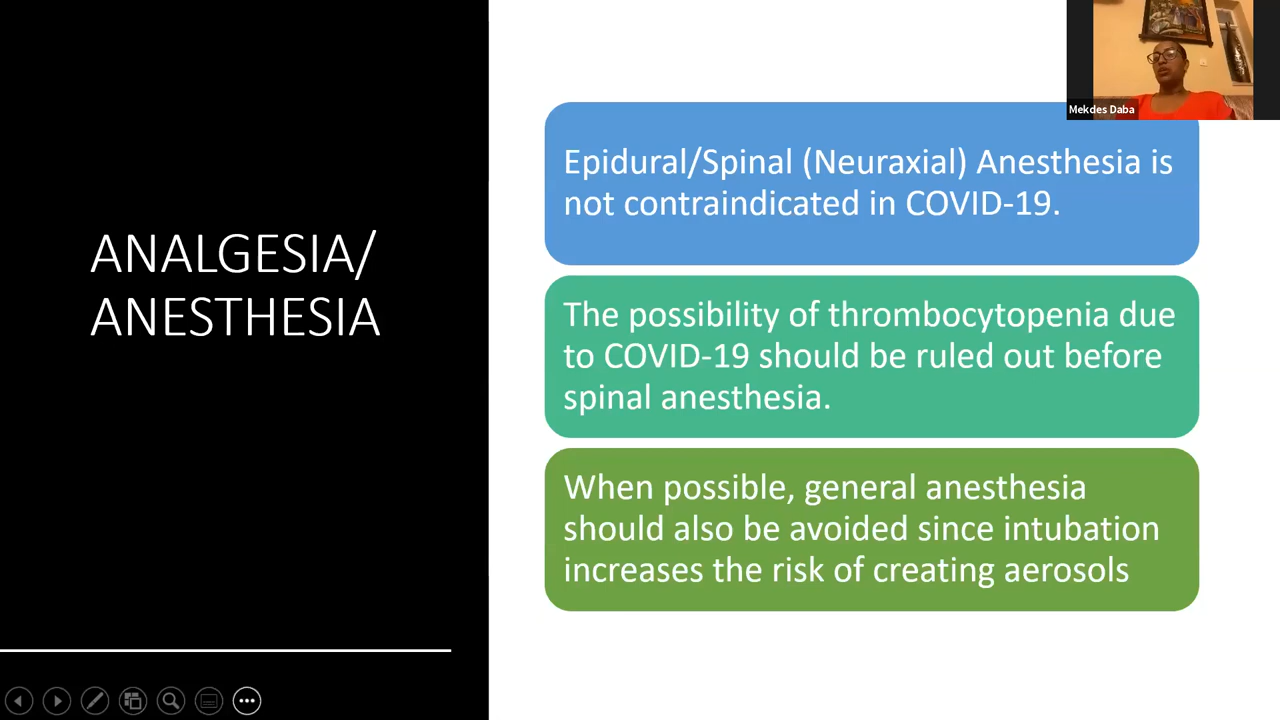 Mekdes Daba
ANALGESIA/
ANESTHESIA
Epidural/Spinal (Neuraxial) Anesthesia is
not contraindicated in COVID-19.
The possibility of thrombocytopenia due
to COVID-19 should be ruled out before
spinal anesthesia.
When possible, general anesthesia
should also be avoided since intubation
increases the risk of creating aerosols